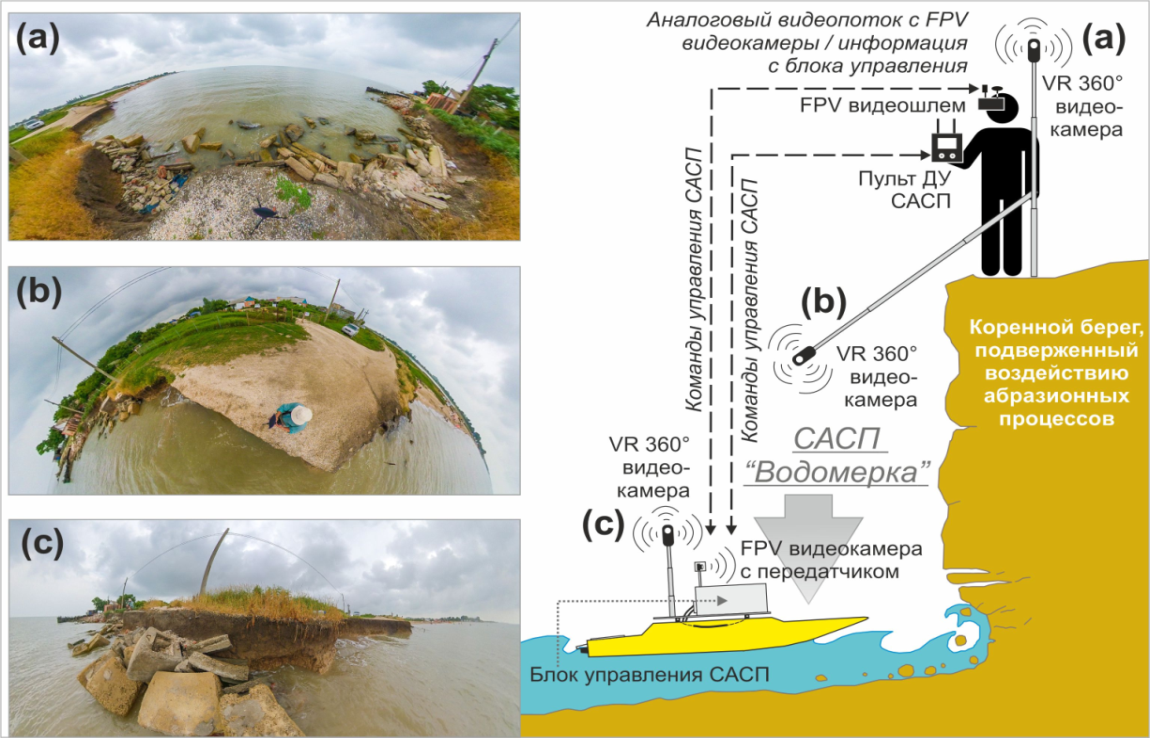 (a)
(b)
(c)
Аналоговый видеопоток с FPV
видеокамеры / информация
с блока управления
(a)
VR 360°
видео-
камера
FPV видеошлем
Пульт ДУ
САСП
Команды управления САСП
Команды управления САСП
(b)
VR 360°
видео-
камера
Коренной берег,
подверженный
воздействию
абразионных
процессов
САСП
“Водомерка”
VR 360°
видео-
камера
(c)
FPV видеокамера
с передатчиком
Блок управления САСП